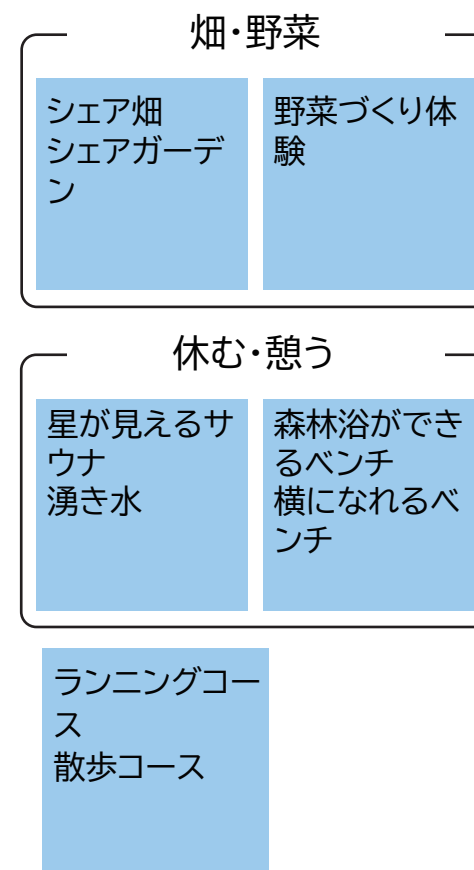 畑・野菜
シェア畑
シェアガーデ
ン
野菜づくり体
験
休む・憩う
星が見えるサ
ウナ
湧き水
森林浴ができ
るベンチ
横になれるベ
ンチ
ランニングコー
ス
散歩コース